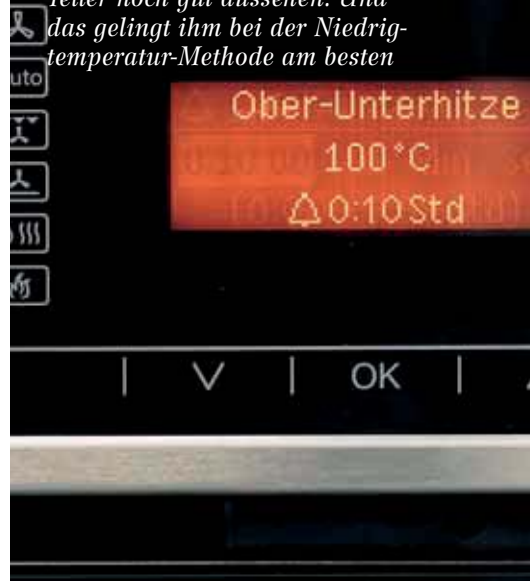 Teller noch gut aussehen. Und
das gelingt ihm bei der Niedrig-
temperatur-Methode am besten
uto
Ober-Unterhitze
100°C
0:10 Std
OK